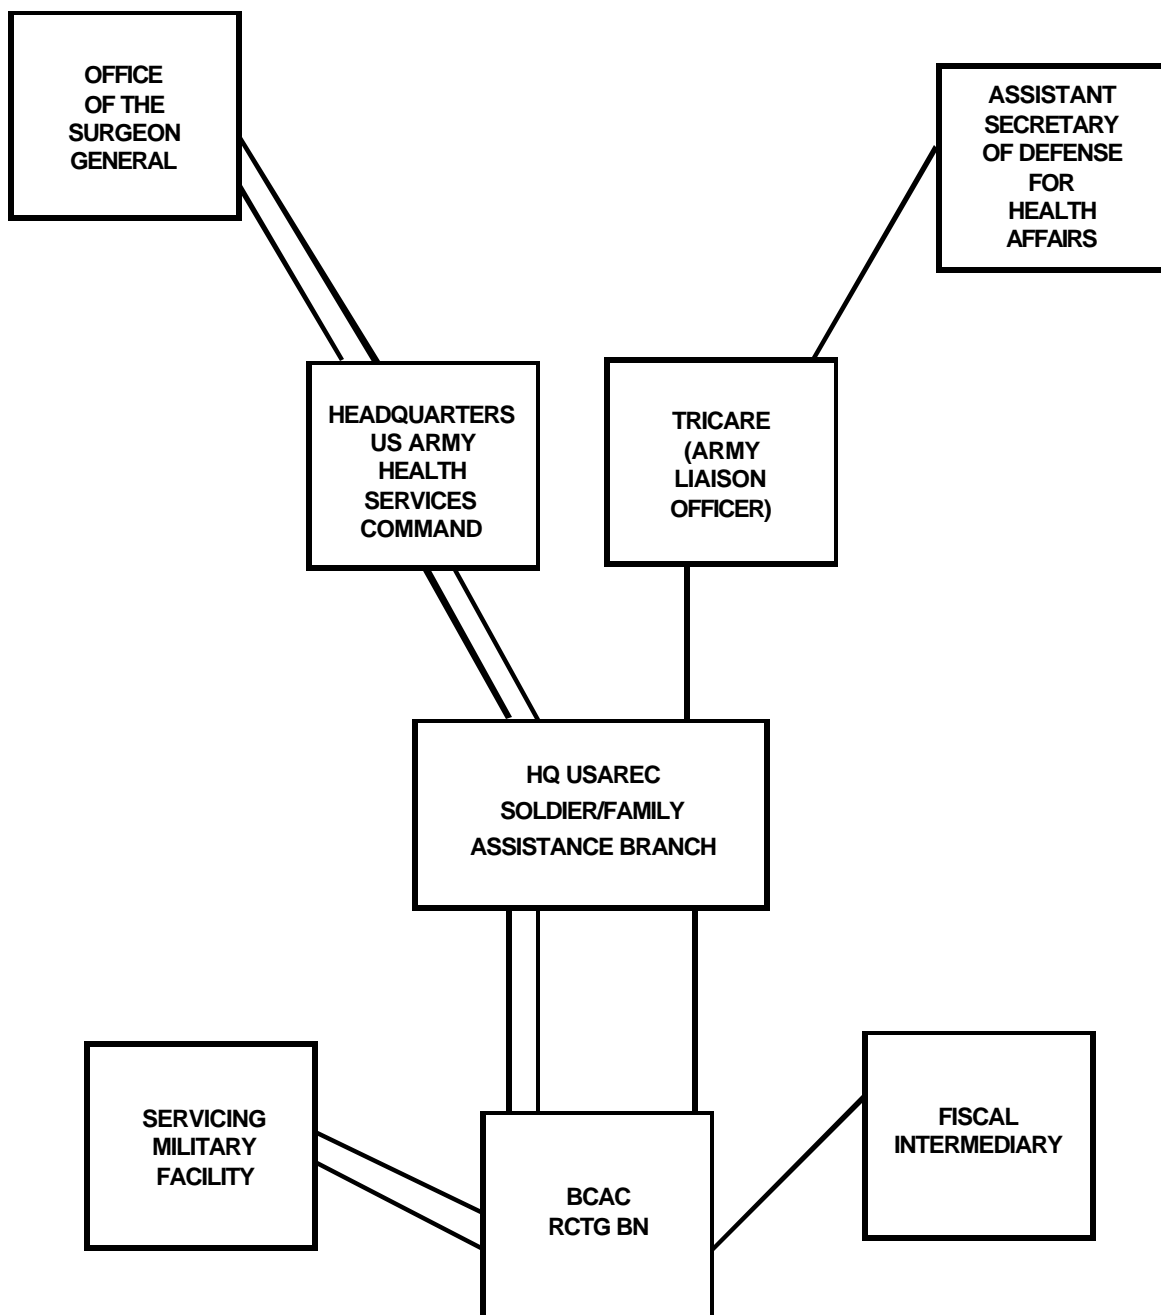 OFFICE
OF THE
SURGEON
GENERAL
ASSISTANT
SECRETARY
OF DEFENSE
FOR
HEALTH
AFFAIRS
HEADQUARTERS
US ARMY
HEALTH
SERVICES
COMMAND
TRICARE
(ARMY
LIAISON
OFFICER)
HQ USAREC
SOLDIER/FAMILY
ASSISTANCE BRANCH
SERVICING
MILITARY
FACILITY
BCAC
RCTG BN
FISCAL
INTERMEDIARY